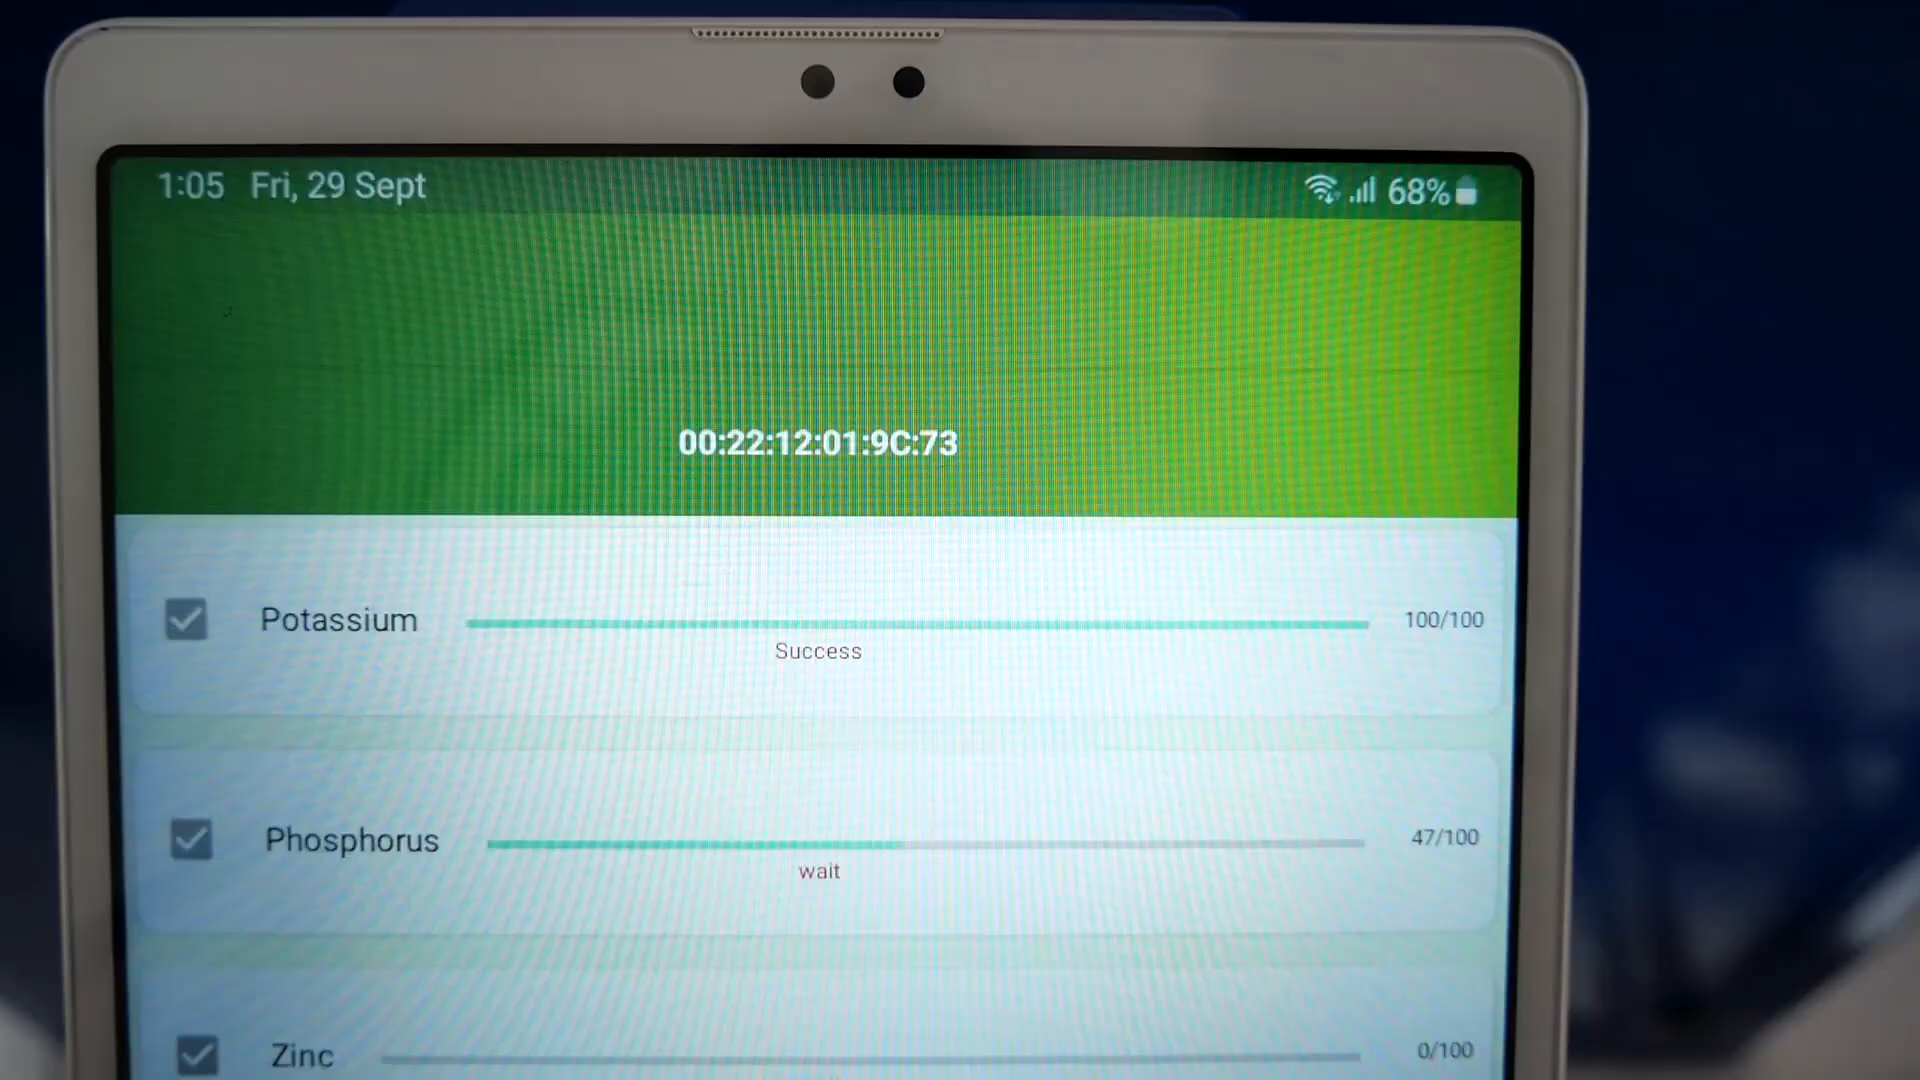 1:05 Fri, 29 Sept 68%
00:22:12:01:9C:73
Potassium 100/100
Success
Phosphorus 47/100
wait
Zinc 0/100